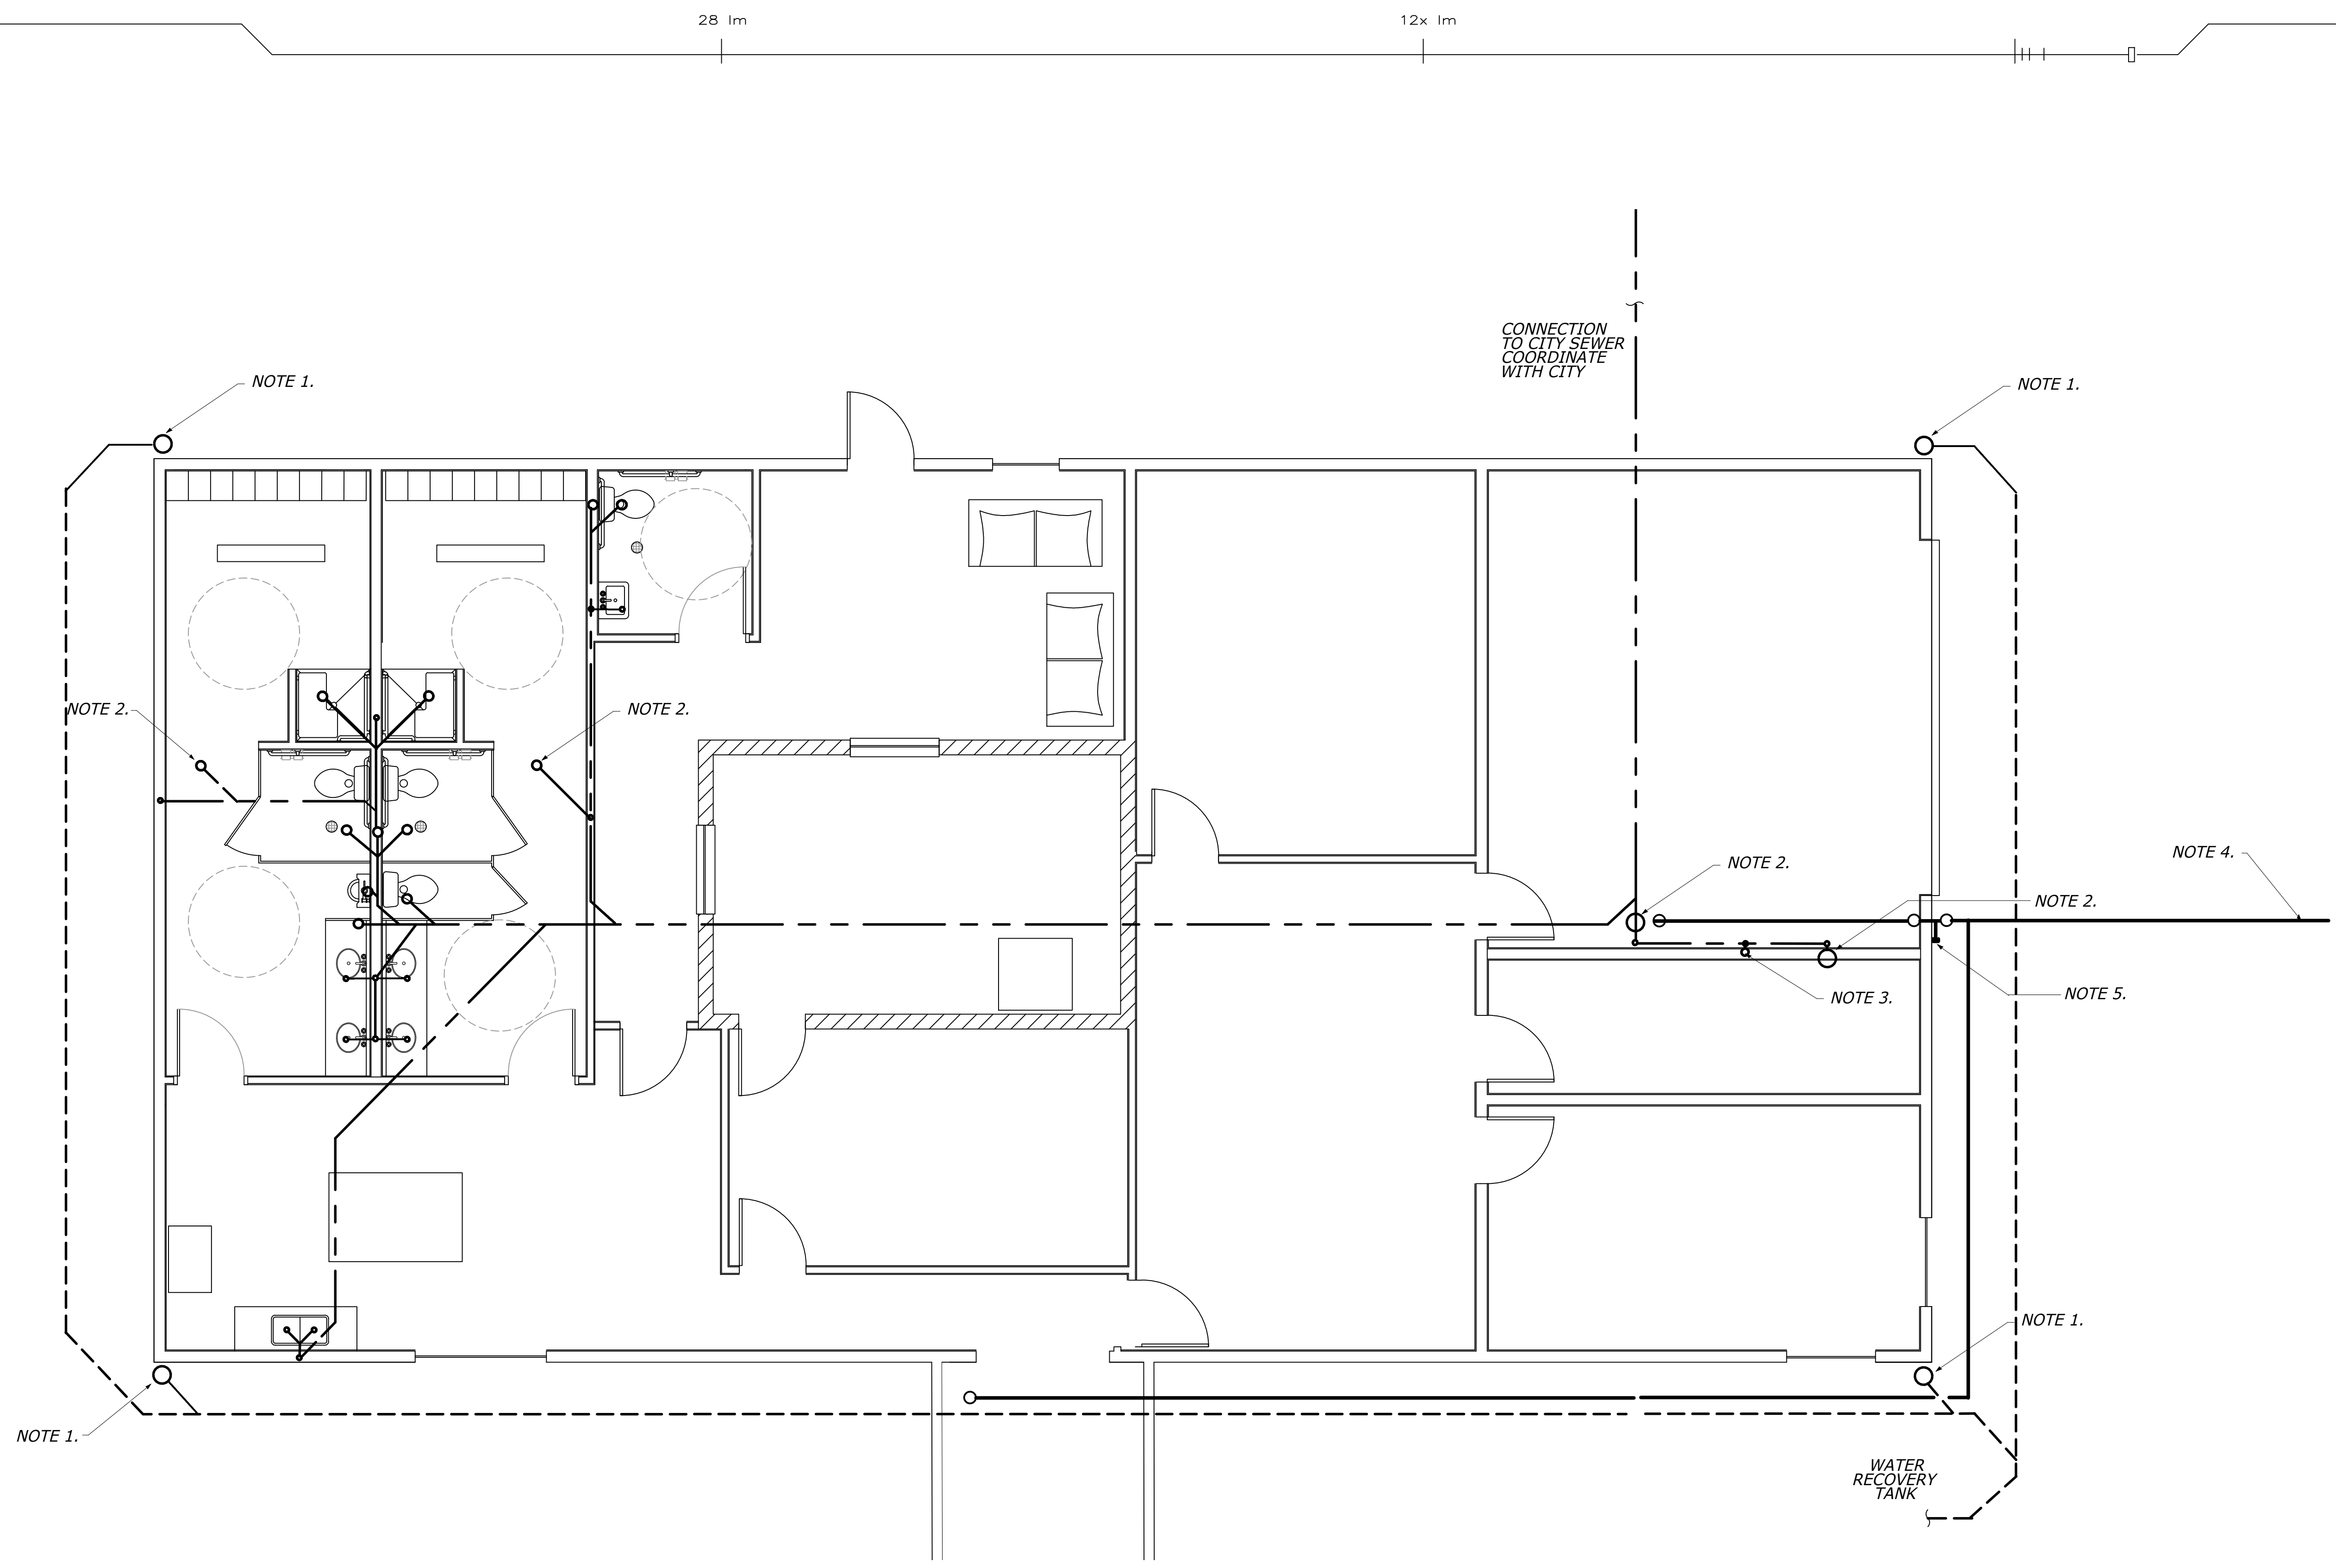 28 lm
12x lm
CONNECTION
TO CITY SEWER
COORDINATE
WITH CITY
NOTE 1.
NOTE 1.
NOTE 2.
NOTE 2.
NOTE 4.
NOTE 2.
NOTE 2.
NOTE 5.
NOTE 3.
NOTE 1.
NOTE 1.
WATER
RECOVERY
TANK